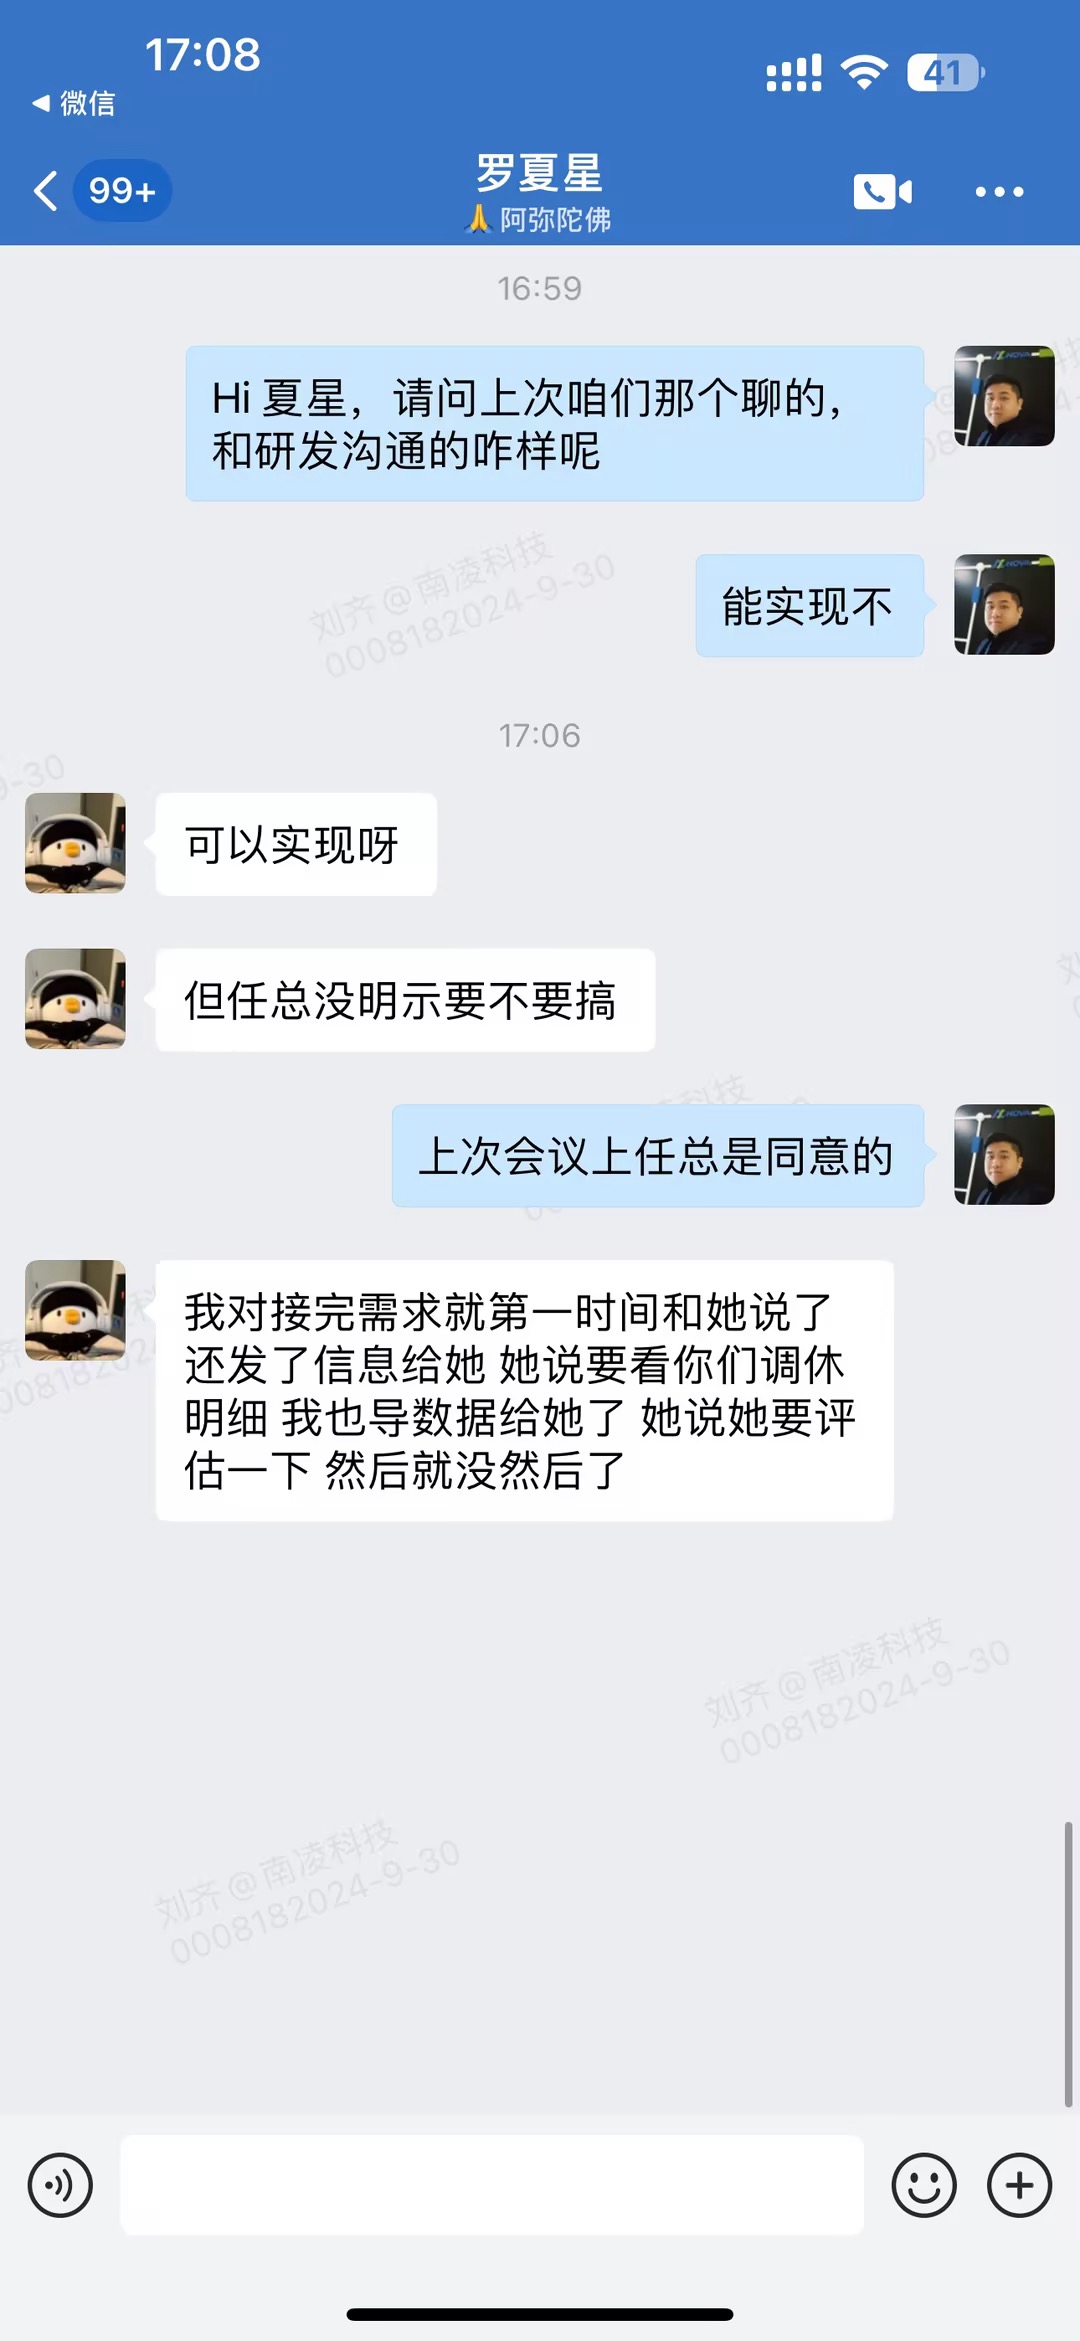 17:08
微信
41
99+
罗夏星
🙏阿弥陀佛
16:59
Hi 夏星，请问上次咱们那个聊的，
和研发沟通的咋样呢
刘齐@南凌科技
0008182024-9-30
能实现不
17:06
9-30
可以实现呀
但任总没明示要不要搞
上次会议上任总是同意的
我对接完需求就第一时间和她说了
还发了信息给她 她说要看你们调休
明细 我也导数据给她了 她说她要评
估一下 然后就没然后了
刘齐@南凌科技
0008182024-9-30
刘齐@南凌科技
0008182024-9-30